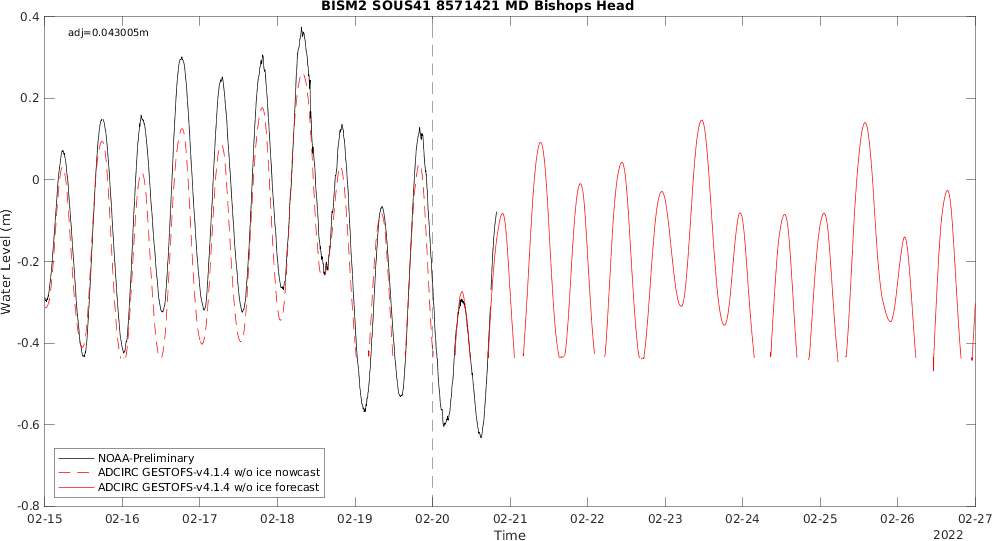 BISM2 SOUS41 8571421 MD Bishops Head
adj=0.043005m
0.4
0.2
0
-0.2
-0.4
-0.6
-0.8
Water Level (m)
NOAA-Preliminary
ADCIRC GESTOFS-v4.1.4 w/o ice nowcast
ADCIRC GESTOFS-v4.1.4 w/o ice forecast
02-15 02-16 02-17 02-18 02-19 02-20 02-21 02-22 02-23 02-24 02-25 02-26 02-27
Time
2022